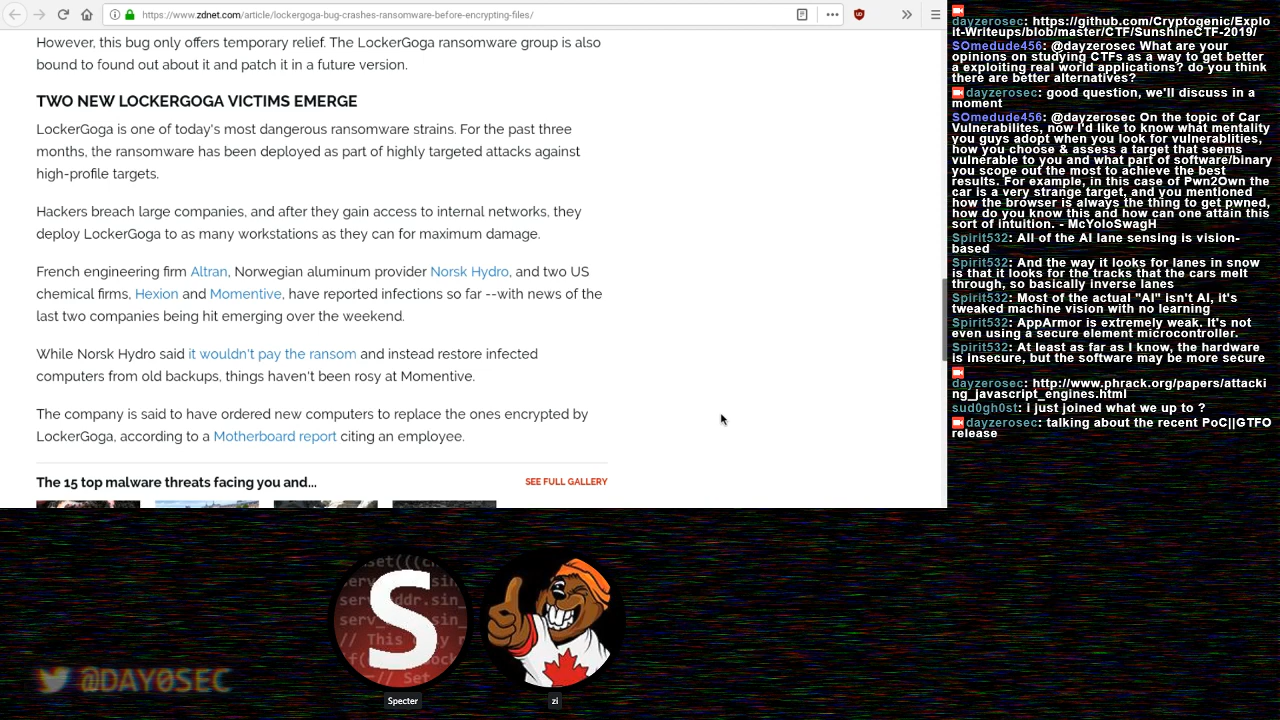 https://www.zdnet.com/article/lockergoga-bug-crashes-ransomware-before-encrypting-files/
However, this bug only offers temporary relief. The LockerGoga ransomware group is also
bound to found out about it and patch it in a future version.
TWO NEW LOCKERGOGA VICTIMS EMERGE
LockerGoga is one of today's most dangerous ransomware strains. For the past three
months, the ransomware has been deployed as part of highly targeted attacks against
high-profile targets.
Hackers breach large companies, and after they gain access to internal networks, they
deploy LockerGoga to as many workstations as they can for maximum damage.
French engineering firm Altran, Norwegian aluminum provider Norsk Hydro, and two US
chemical firms, Hexion and Momentive, have reported infections so far --with news of the
last two companies being hit emerging over the weekend.
While Norsk Hydro said it wouldn't pay the ransom and instead restore infected
computers from old backups, things haven't been rosy at Momentive.
The company is said to have ordered new computers to replace the ones encrypted by
LockerGoga, according to a Motherboard report citing an employee.
The 15 top malware threats facing you and...
SEE FULL GALLERY
dayzerosec: https://github.com/Cryptogenic/Explo
it-Writeups/blob/master/CTF/SunshineCTF-2019/
SOmedude456: @dayzerosec What are your
opinions on studying CTFs as a way to get better
a exploiting real world applications? do you think
there are better alternatives?
dayzerosec: good question, we'll discuss in a
moment
SOmedude456: @dayzerosec On the topic of Car
Vulnerabilites, now I'd like to know what mentality
you guys adopt when you look for vulnerablities,
how you choose & assess a target that seems
vulnerable to you and what part of software/binary
you scope out the most to achieve the best
results. For example, in this case of Pwn2Own the
car is a very strange target, and you mentioned
how the browser is always the thing to get pwned,
how do you know this and how can one attain this
sort of intuition. - McYoloSwagH
Spirit532: All of the AI lane sensing is vision-
based
Spirit532: And the way it looks for lanes in snow
is that it looks for the tracks that the cars melt
through, so basically inverse lanes
Spirit532: Most of the actual "AI" isn't AI, it's
tweaked machine vision with no learning
Spirit532: AppArmor is extremely weak. It's not
even using a secure element microcontroller.
Spirit532: At least as far as I know, the hardware
is insecure, but the software may be more secure
dayzerosec: http://www.phrack.org/papers/attacki
ng_javascript_engines.html
sud0gh0st: i just joined what we up to ?
dayzerosec: talking about the recent PoC||GTFO
release
S
Specter
zi
@DAY0SEC